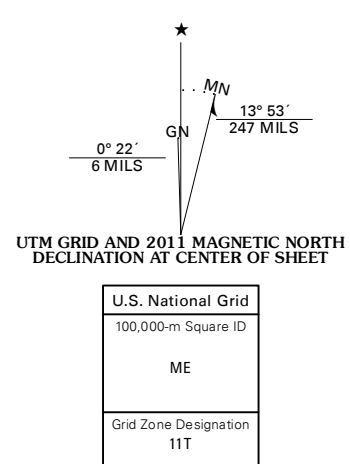 ★
MN
GN
13° 53´
247 MILS
0° 22´
6 MILS
UTM GRID AND 2011 MAGNETIC NORTH
DECLINATION AT CENTER OF SHEET
U.S. National Grid
100,000-m Square ID
ME
Grid Zone Designation
11T